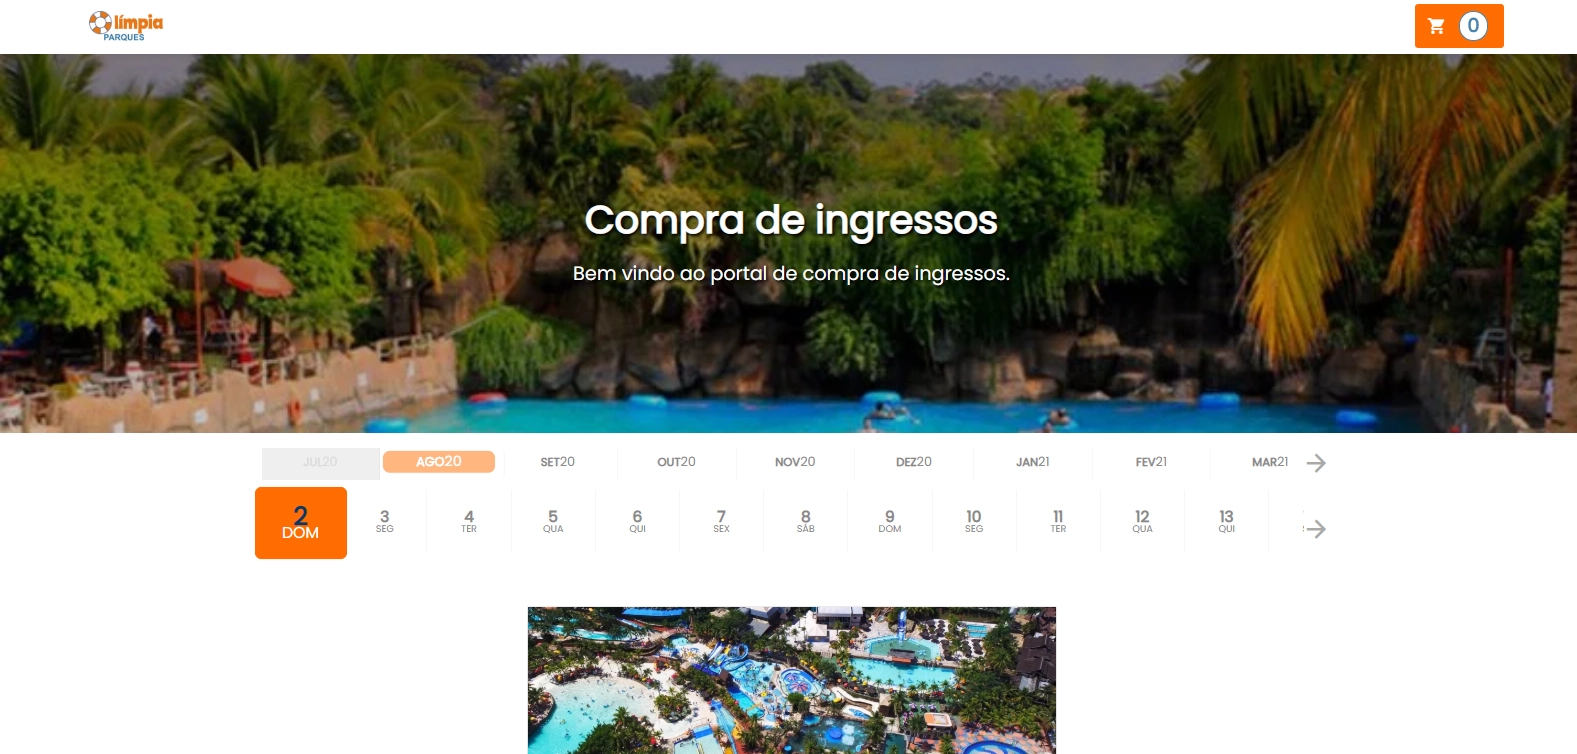 Olímpia
PARQUES
0
Compra de ingressos
Bem vindo ao portal de compra de ingressos.
JUL20 AGO20 SET20 OUT20 NOV20 DEZ20 JAN21 FEV21 MAR21
2 3 4 5 6 7 8 9 10 11 12 13
DOM SEG TER QUA QUI SEX SÁB DOM SEG TER QUA QUI